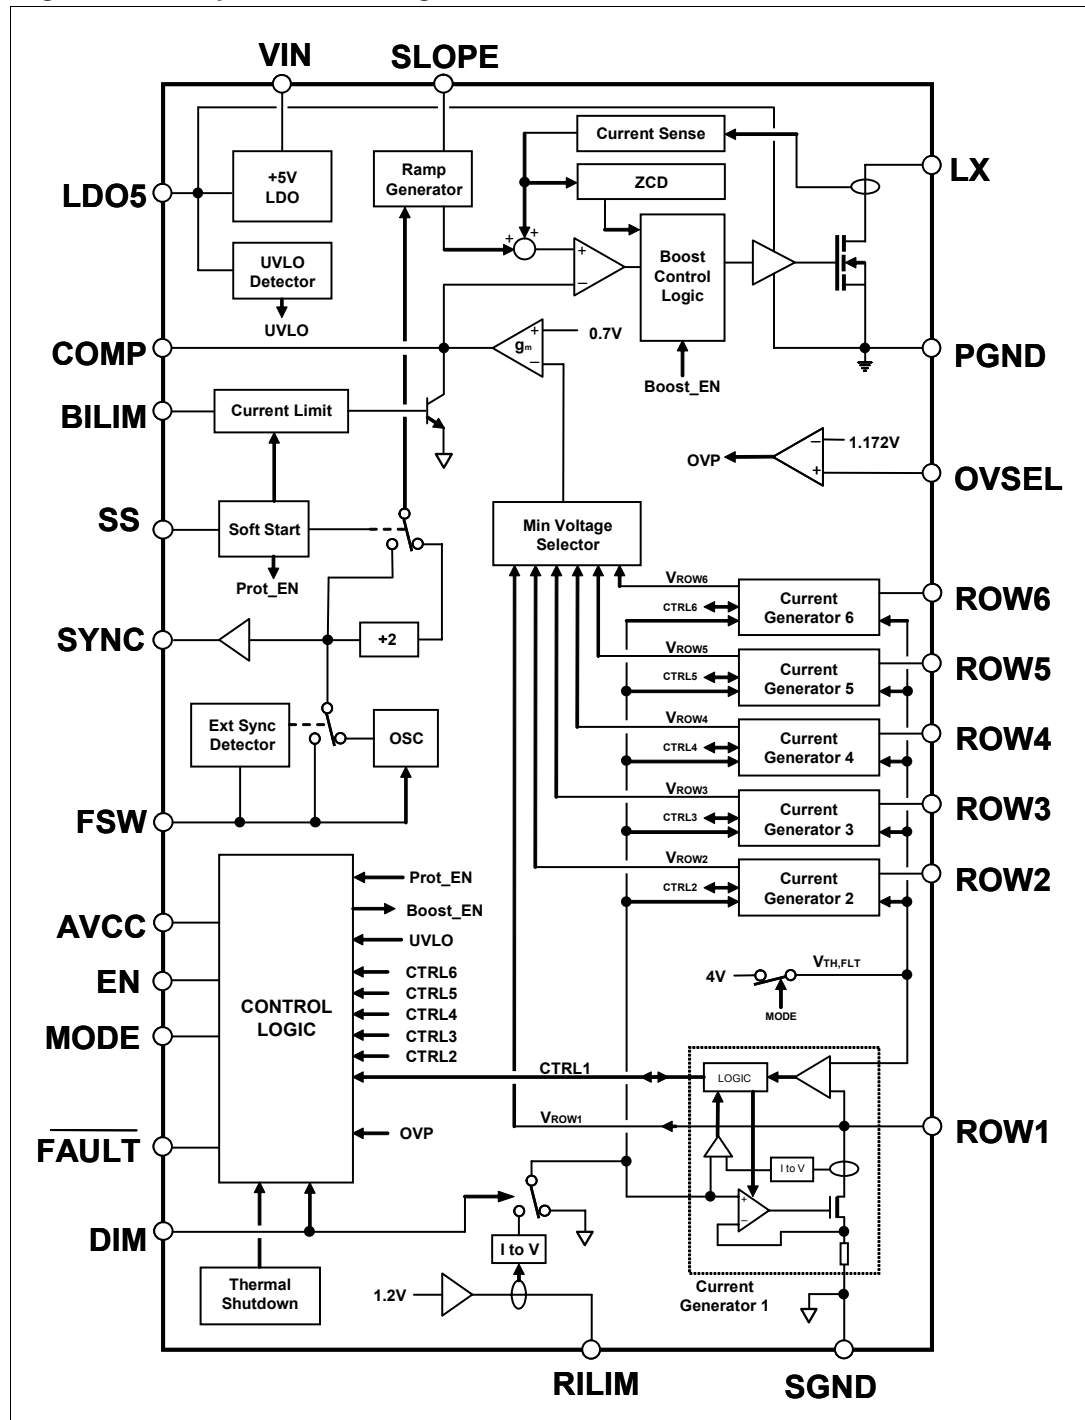 VIN
SLOPE
LDO5
+5V
LDO
Ramp
Generator
Current Sense
ZCD
LX
UVLO
Detector
UVLO
+
+
+
−
Boost
Control
Logic
COMP
gm
+
−
0.7V
Boost_EN
PGND
BILIM
Current Limit
OVP
−
+
1.172V
OVSEL
SS
Soft Start
Prot_EN
Min Voltage
Selector
SYNC
÷2
VROW6
CTRL6
Current
Generator 6
ROW6
VROW5
CTRL5
Current
Generator 5
ROW5
Ext Sync
Detector
OSC
VROW4
CTRL4
Current
Generator 4
ROW4
FSW
VROW3
CTRL3
Current
Generator 3
ROW3
VROW2
CTRL2
Current
Generator 2
ROW2
AVCC
EN
MODE
FAULT
DIM
CONTROL
LOGIC
Prot_EN
Boost_EN
UVLO
CTRL6
CTRL5
CTRL4
CTRL3
CTRL2
CTRL1
VROW1
OVP
4V
VTH,FLT
MODE
LOGIC
ROW1
I to V
+
−
I to V
Current
Generator 1
Thermal
Shutdown
1.2V
RILIM
SGND